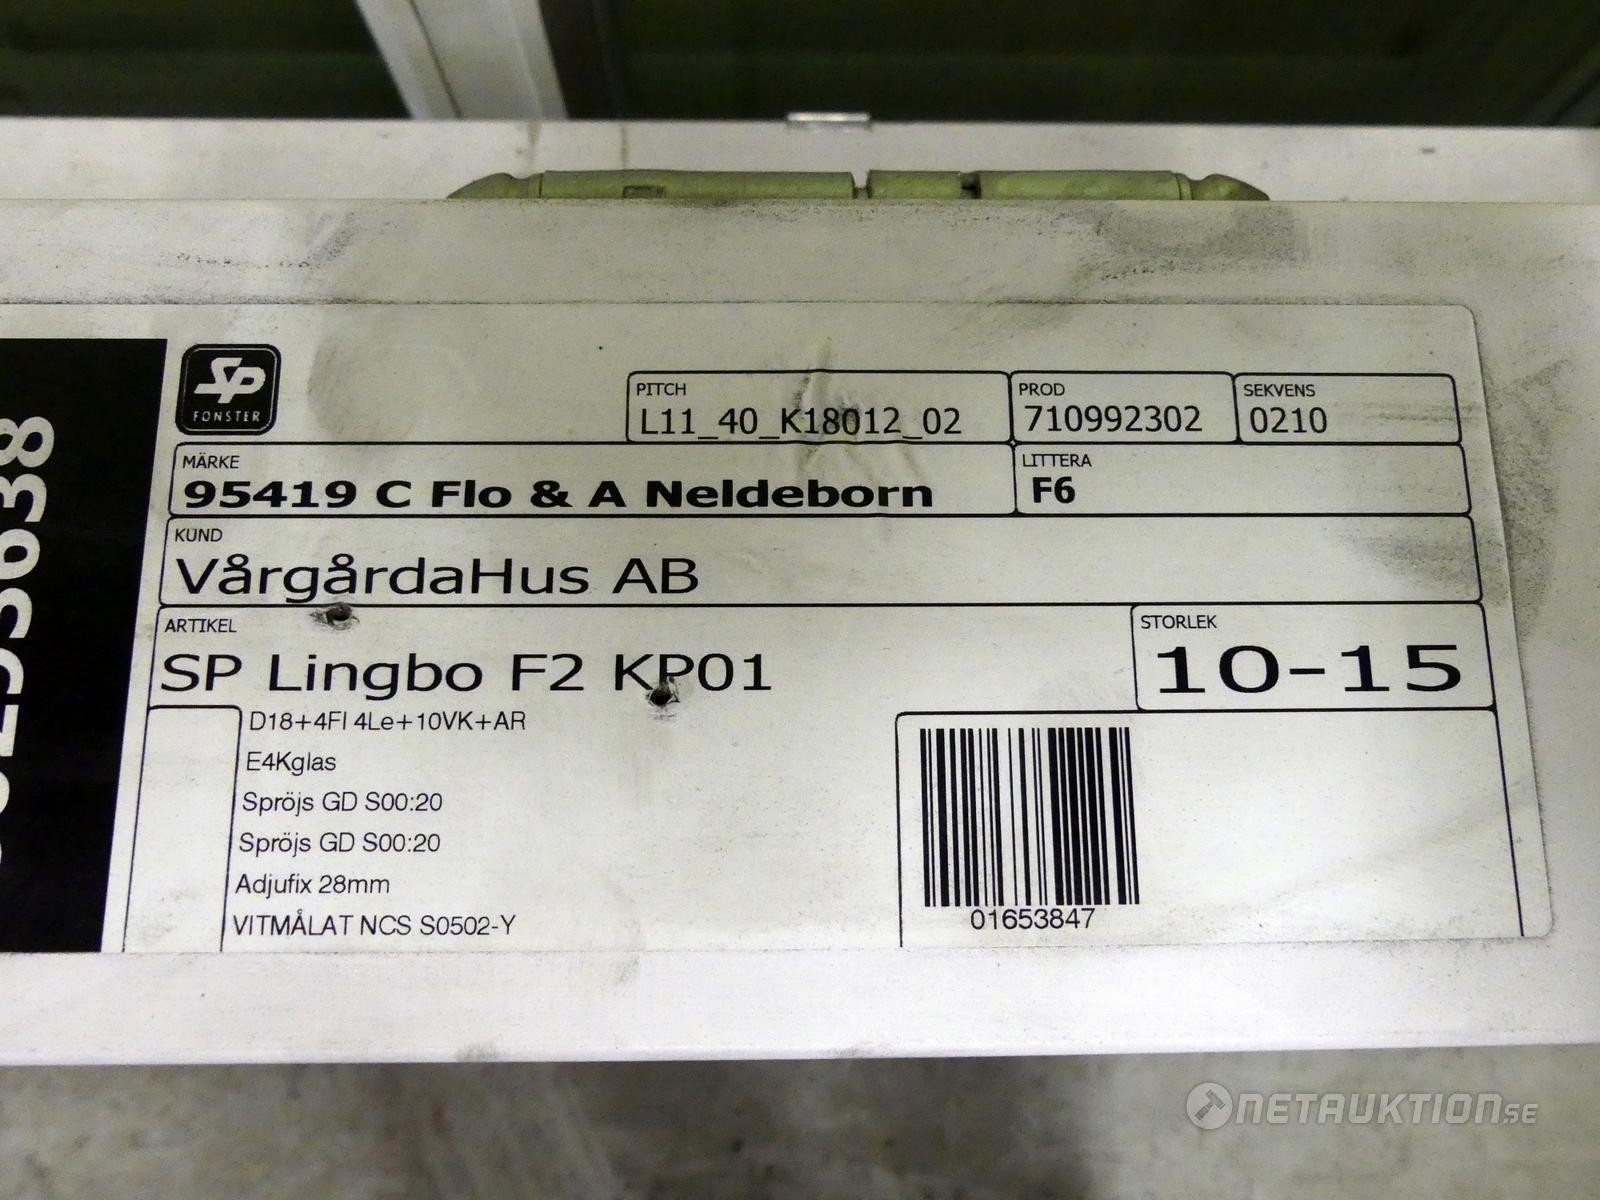 SP
FÖNSTER
PITCH
L11_40_K18012_02
PROD
710992302
SEKVENS
0210
MÄRKE
95419 C Flo & A Neldeborn
LITTERA
F6
KUND
VårgårdaHus AB
ARTIKEL
SP Lingbo F2 KP01
STORLEK
10-15
D18+4FI 4Le+10VK+AR
E4Kglas
Spröjs GD S00:20
Spröjs GD S00:20
Adjufix 28mm
VITMÅLAT NCS S0502-Y
01653847
NETAUKTION.SE